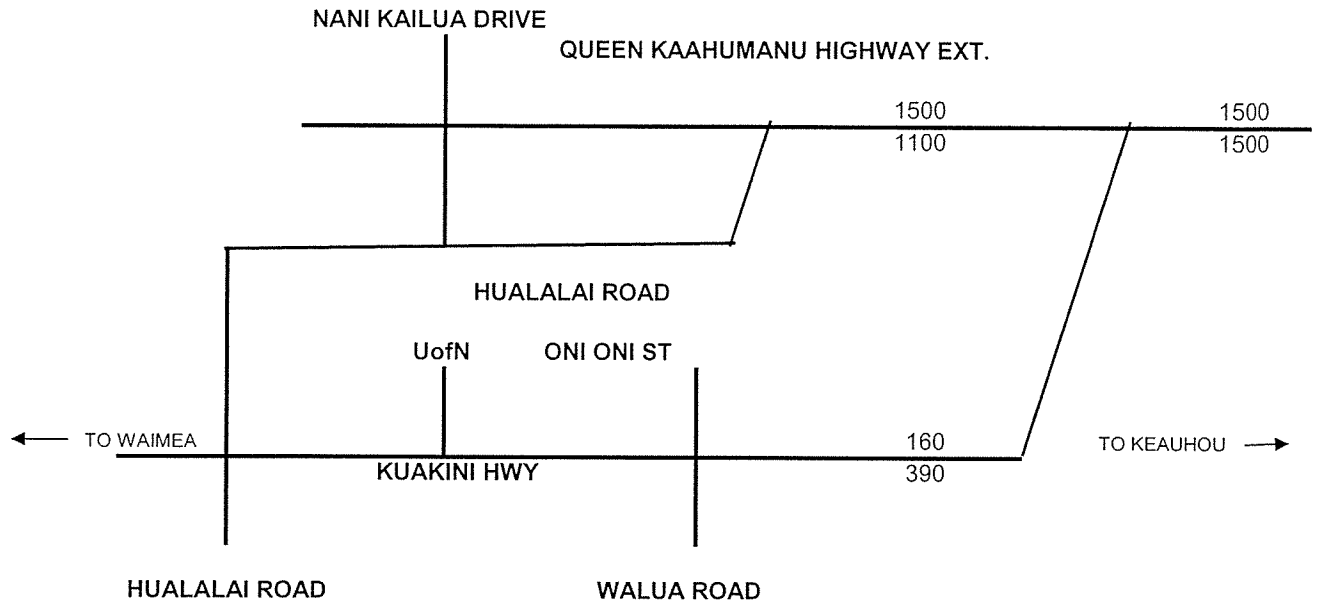 NANI KAILUA DRIVE
QUEEN KAAHUMANU HIGHWAY EXT.
1500
1500
1100
1500
HUALALAI ROAD
UofN
ONI ONI ST
TO WAIMEA
160
TO KEAUHOU
KUAKINI HWY
390
HUALALAI ROAD
WALUA ROAD